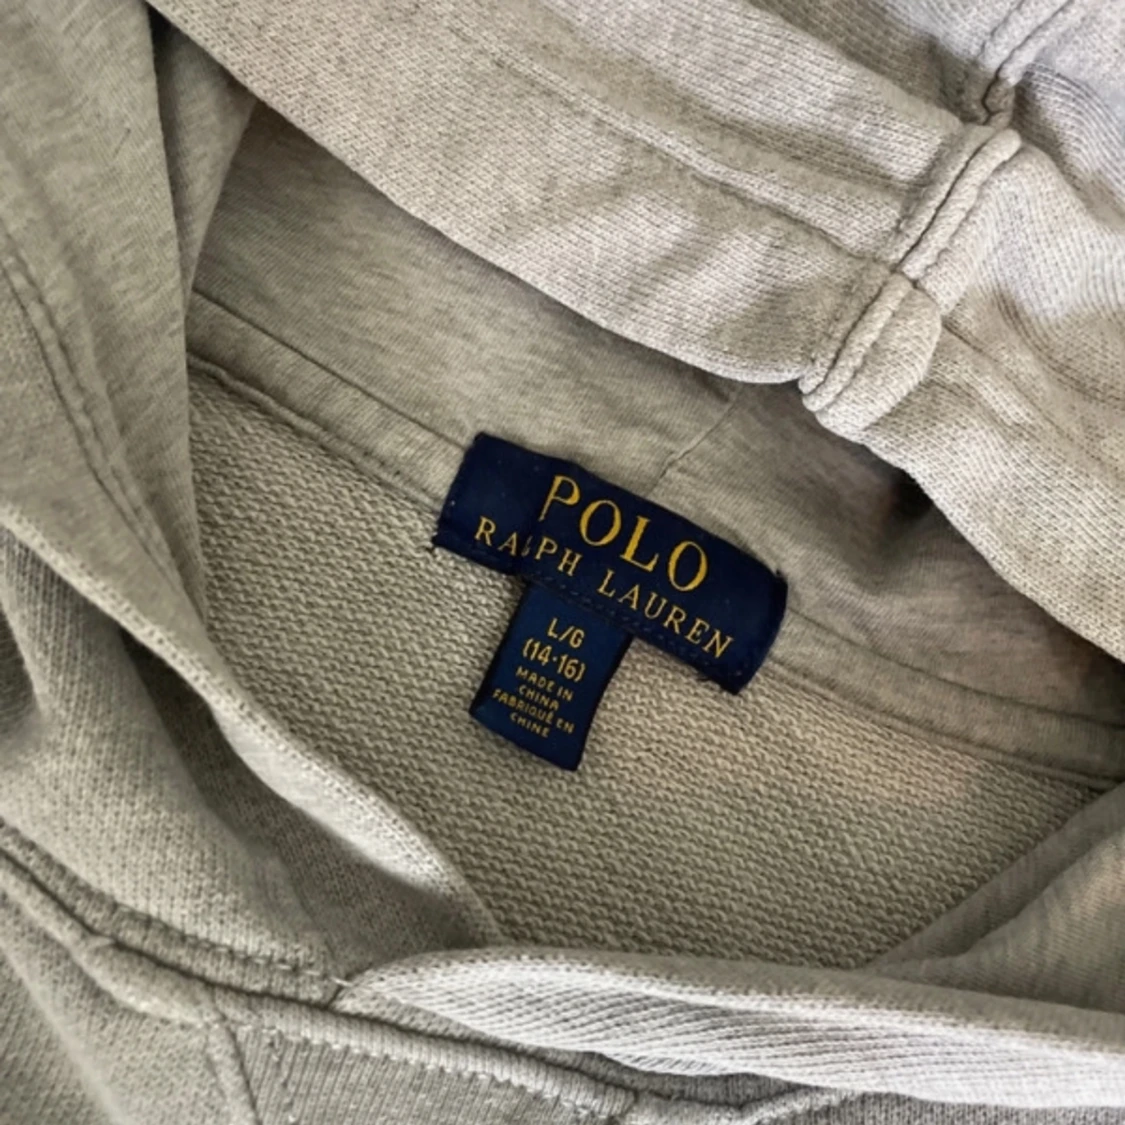 POLO
RALPH LAUREN
L/G
(14-16)
MADE IN
CHINA
FABRIQUÉ EN
CHINE